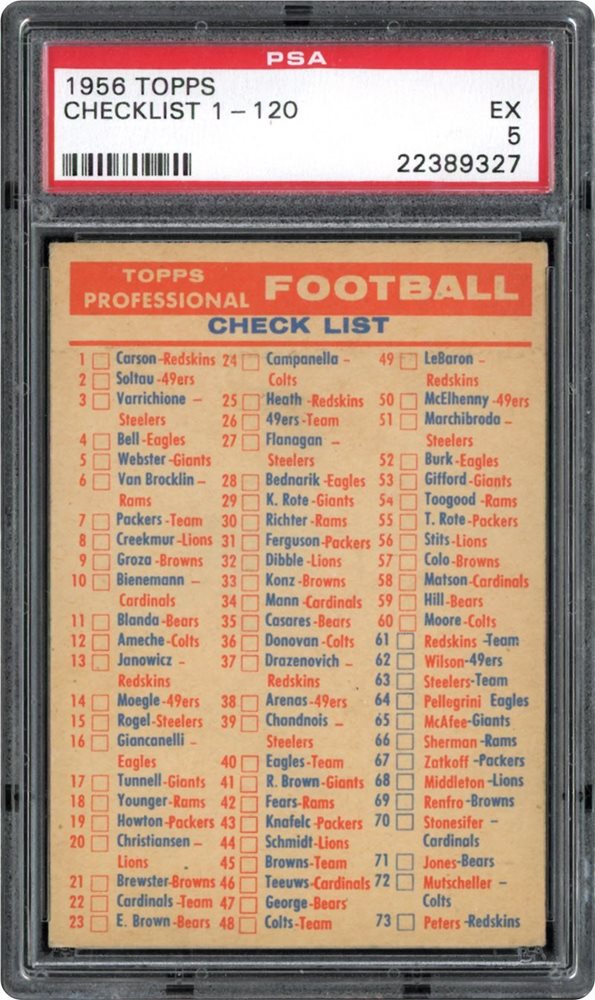 PSA
1956 TOPPS
CHECKLIST 1 – 120
EX
5
22389327
TOPPS
PROFESSIONAL
FOOTBALL
CHECK LIST
1 Carson-Redskins
2 Soltau-49ers
3 Varrichione –
Steelers
4 Bell-Eagles
5 Webster-Giants
6 Van Brocklin –
Rams
7 Packers-Team
8 Creekmur-Lions
9 Groza-Browns
10 Bienemann –
Cardinals
11 Blanda-Bears
12 Ameche-Colts
13 Janowicz –
Redskins
14 Moegle-49ers
15 Rogel-Steelers
16 Giancanelli –
Eagles
17 Tunnell-Giants
18 Younger-Rams
19 Howton-Packers
20 Christiansen –
Lions
21 Brewster-Browns
22 Cardinals-Team
23 E. Brown-Bears
24 Campanella –
Colts
25 Heath-Redskins
26 49ers-Team
27 Flanagan –
Steelers
28 Bednarik-Eagles
29 K. Rote-Giants
30 Richter-Rams
31 Ferguson-Packers
32 Dibble-Lions
33 Konz-Browns
34 Mann-Cardinals
35 Casares-Bears
36 Donovan-Colts
37 Drazenovich –
Redskins
38 Arenas-49ers
39 Chandnois –
Steelers
40 Eagles-Team
41 R. Brown-Giants
42 Fears-Rams
43 Knafelc-Packers
44 Schmidt-Lions
45 Browns-Team
46 Teeuws-Cardinals
47 George-Bears
48 Colts-Team
49 LeBaron –
Redskins
50 McElhenny-49ers
51 Marchibroda –
Steelers
52 Burk-Eagles
53 Gifford-Giants
54 Toogood-Rams
55 T. Rote-Packers
56 Stits-Lions
57 Colo-Browns
58 Matson-Cardinals
59 Hill-Bears
60 Moore-Colts
61 Redskins-Team
62 Wilson-49ers
63 Steelers-Team
64 Pellegrini Eagles
65 McAfee-Giants
66 Sherman-Rams
67 Zatkoff-Packers
68 Middleton-Lions
69 Renfro-Browns
70 Stonesifer –
Cardinals
71 Jones-Bears
72 Mutscheller –
Colts
73 Peters-Redskins